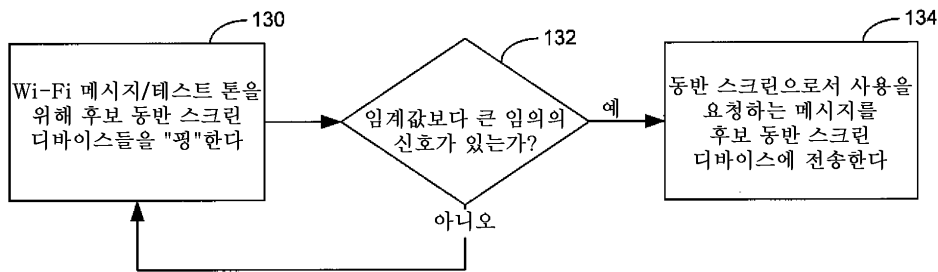 130
Wi-Fi 메시지/테스트 톤을
위해 후보 동반 스크린
디바이스들을 "핑"한다
132
임계값보다 큰 임의의
신호가 있는가?
예
아니오
134
동반 스크린으로서 사용을
요청하는 메시지를
후보 동반 스크린
디바이스에 전송한다